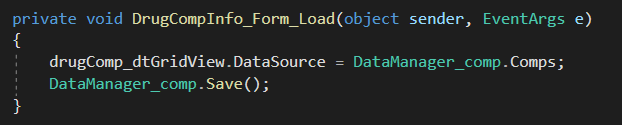 private void DrugCompInfo_Form_Load(object sender, EventArgs e)
{
    drugComp_dtGridView.DataSource = DataManager_comp.Comps;
    DataManager_comp.Save();
}